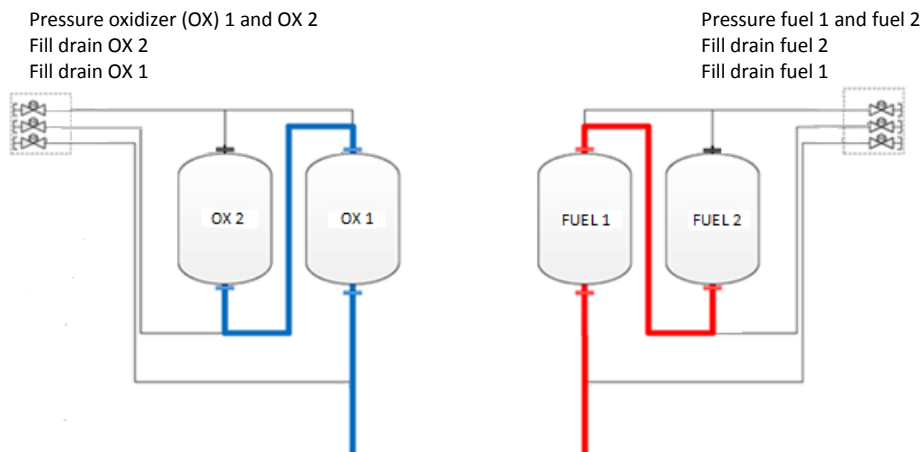 Pressure oxidizer (OX) 1 and OX 2
Fill drain OX 2
Fill drain OX 1
Pressure fuel 1 and fuel 2
Fill drain fuel 2
Fill drain fuel 1
OX 2
OX 1
FUEL 1
FUEL 2